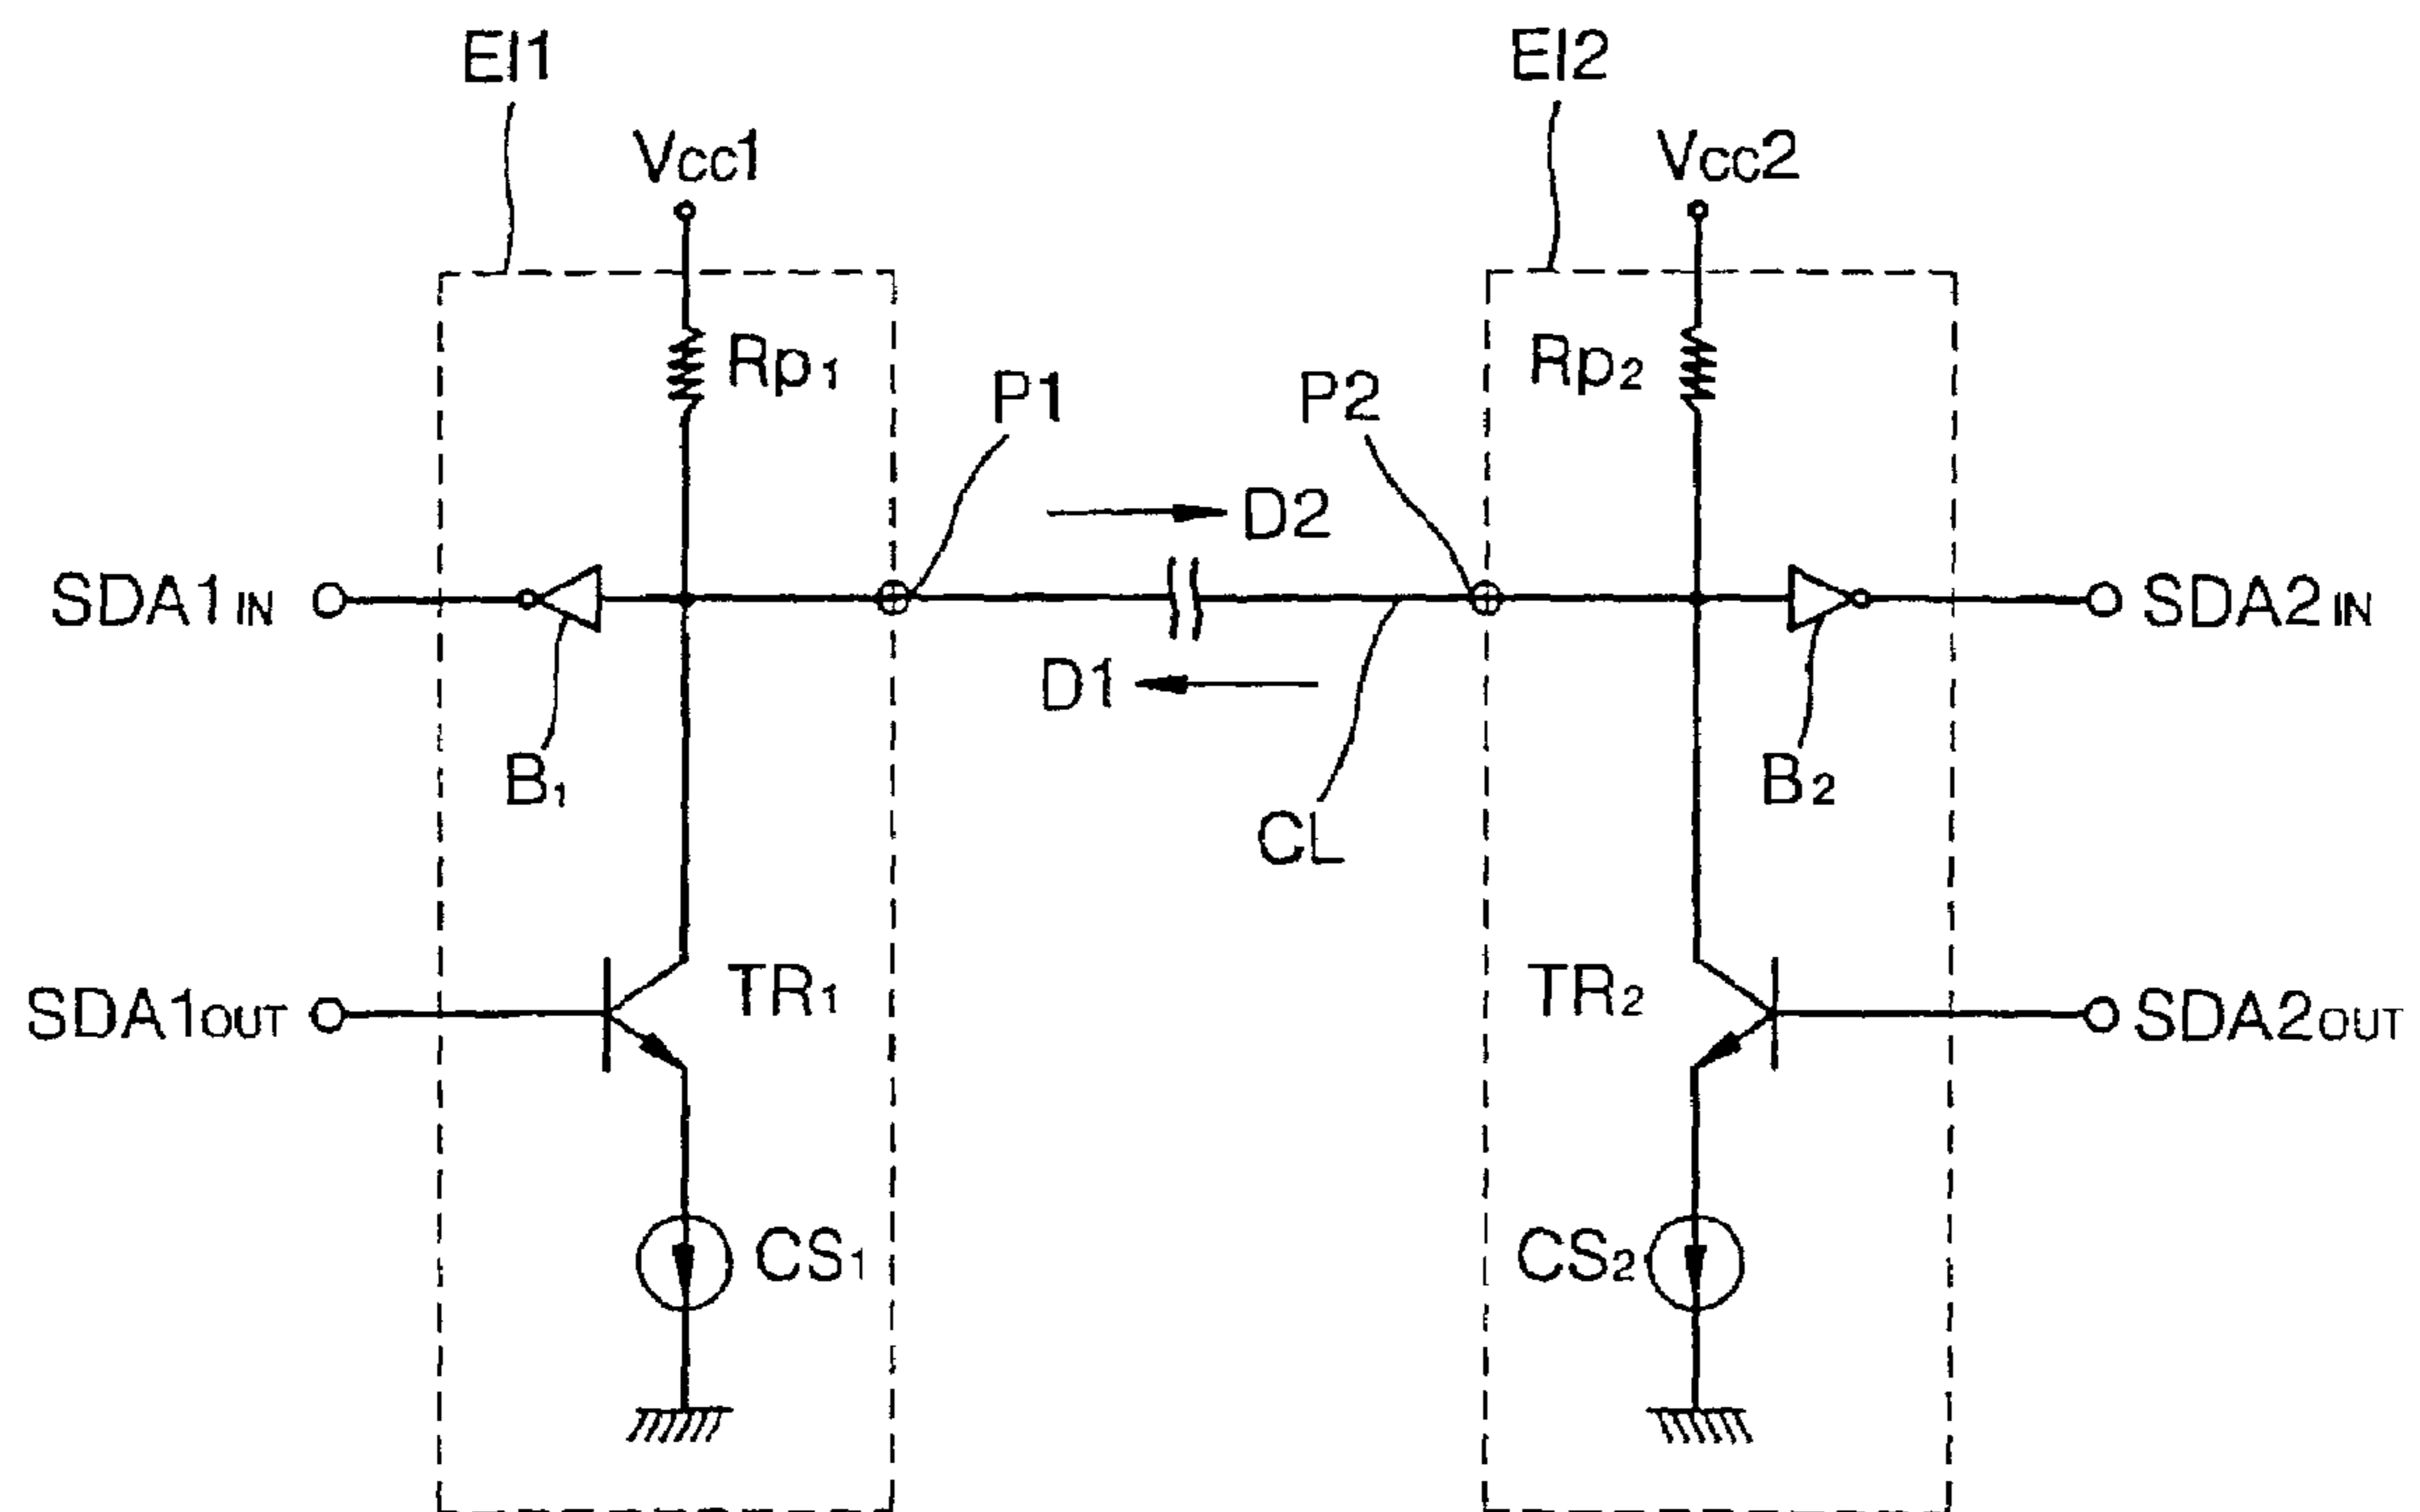 EI1
EI2
Vcc1
Vcc2
Rp1
P1
P2
Rp2
D2
SDA1IN
SDA2IN
D1
B1
B2
CL
SDA1OUT
TR1
TR2
SDA2OUT
CS1
CS2